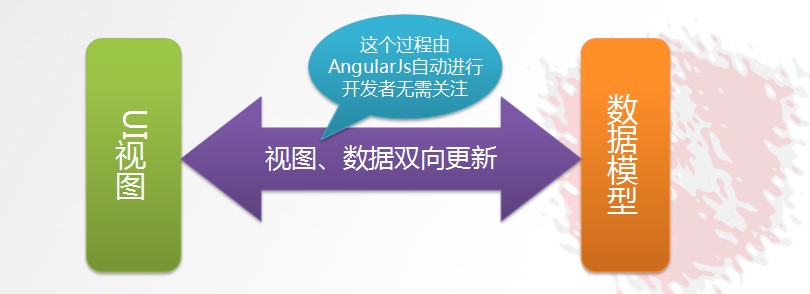 这个过程由
AngularJs自动进行
开发者无需关注
UI视图
视图、数据双向更新
数据模型